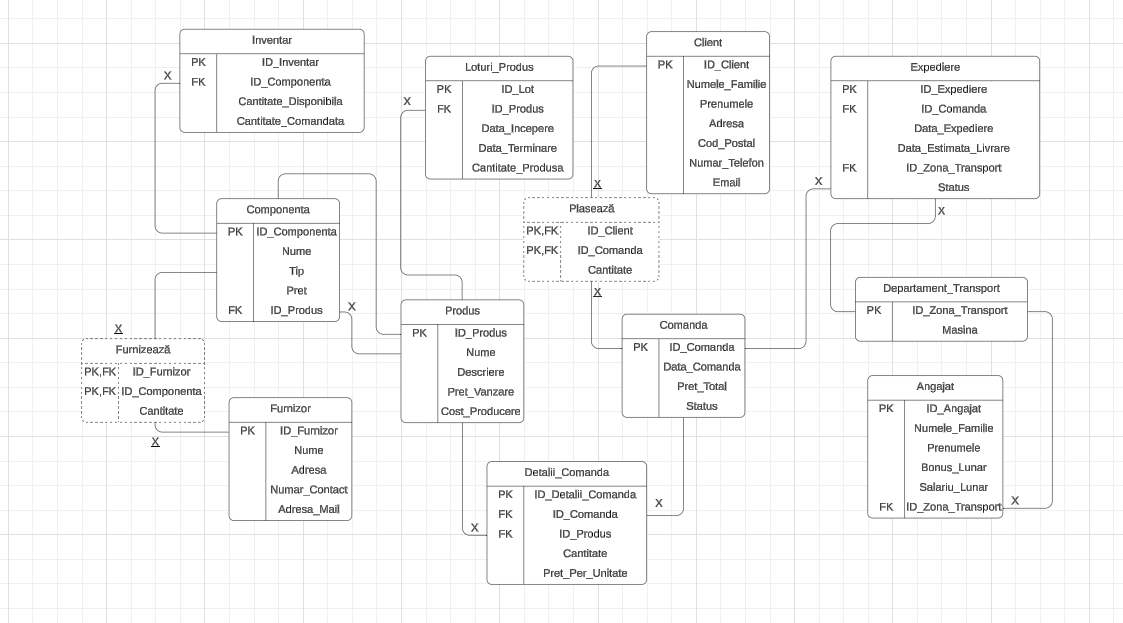 Inventar
PK ID_Inventar
FK ID_Componenta
Cantitate_Disponibila
Cantitate_Comandata
X
Loturi_Produs
PK ID_Lot
FK ID_Produs
Data_Incepere
Data_Terminare
Cantitate_Produsa
X
Client
PK ID_Client
Numele_Familie
Prenumele
Adresa
Cod_Postal
Numar_Telefon
Email
X
Expediere
PK ID_Expediere
FK ID_Comanda
Data_Expediere
Data_Estimata_Livrare
FK ID_Zona_Transport
Status
X
X
Plasează
PK,FK ID_Client
PK,FK ID_Comanda
Cantitate
X
Componenta
PK ID_Componenta
Nume
Tip
Pret
FK ID_Produs
X
Departament_Transport
PK ID_Zona_Transport
Masina
Produs
PK ID_Produs
Nume
Descriere
Pret_Vanzare
Cost_Producere
Comanda
PK ID_Comanda
Data_Comanda
Pret_Total
Status
X
Furnizează
PK,FK ID_Furnizor
PK,FK ID_Componenta
Cantitate
X
Furnizor
PK ID_Furnizor
Nume
Adresa
Numar_Contact
Adresa_Mail
Angajat
PK ID_Angajat
Numele_Familie
Prenumele
Bonus_Lunar
Salariu_Lunar
FK ID_Zona_Transport
X
Detalii_Comanda
PK ID_Detalii_Comanda
FK ID_Comanda
FK ID_Produs
Cantitate
Pret_Per_Unitate
X
X